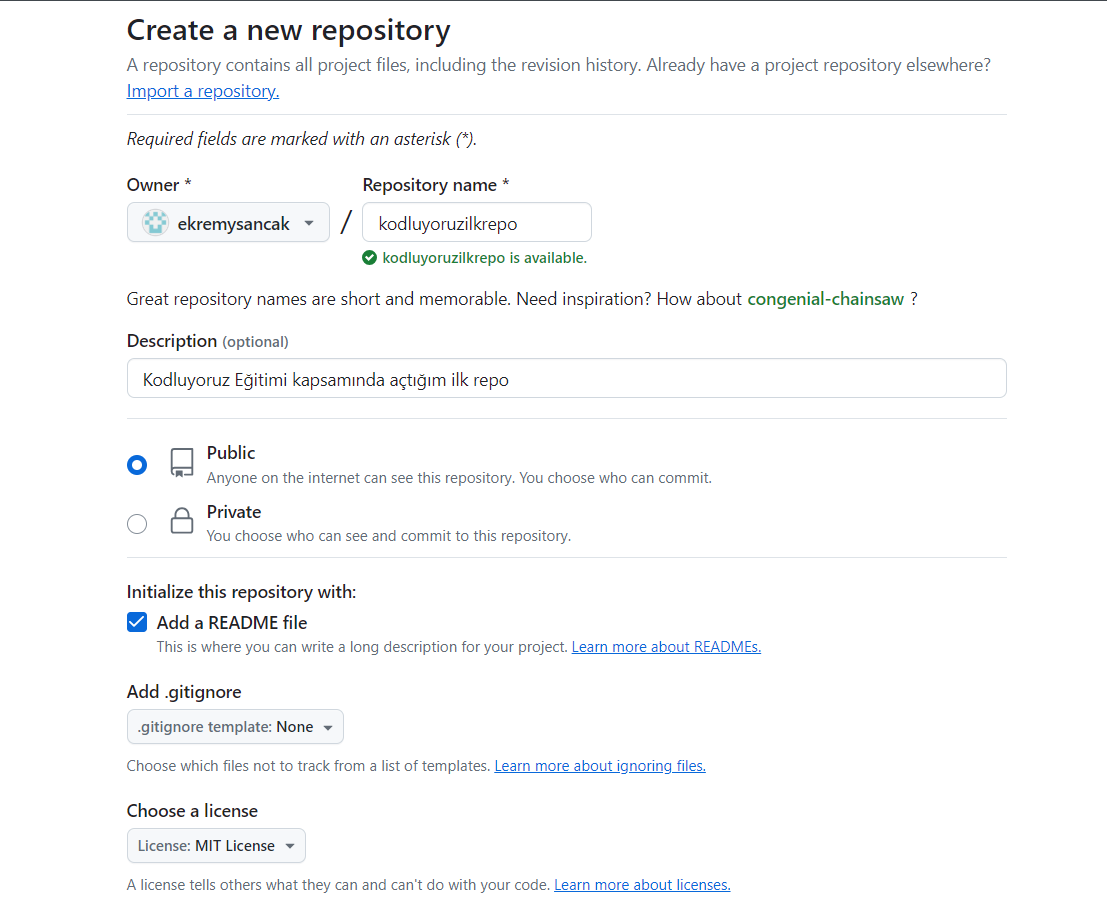 Create a new repository
A repository contains all project files, including the revision history. Already have a project repository elsewhere?
Import a repository.
Required fields are marked with an asterisk (*).
Owner *
Repository name *
ekremysancak
/
kodluyoruzilkrepo
kodluyoruzilkrepo is available.
Great repository names are short and memorable. Need inspiration? How about congenial-chainsaw ?
Description (optional)
Kodluyoruz Eğitimi kapsamında açtığım ilk repo
Public
Anyone on the internet can see this repository. You choose who can commit.
Private
You choose who can see and commit to this repository.
Initialize this repository with:
Add a README file
This is where you can write a long description for your project. Learn more about READMEs.
Add .gitignore
.gitignore template: None
Choose which files not to track from a list of templates. Learn more about ignoring files.
Choose a license
License: MIT License
A license tells others what they can and can't do with your code. Learn more about licenses.